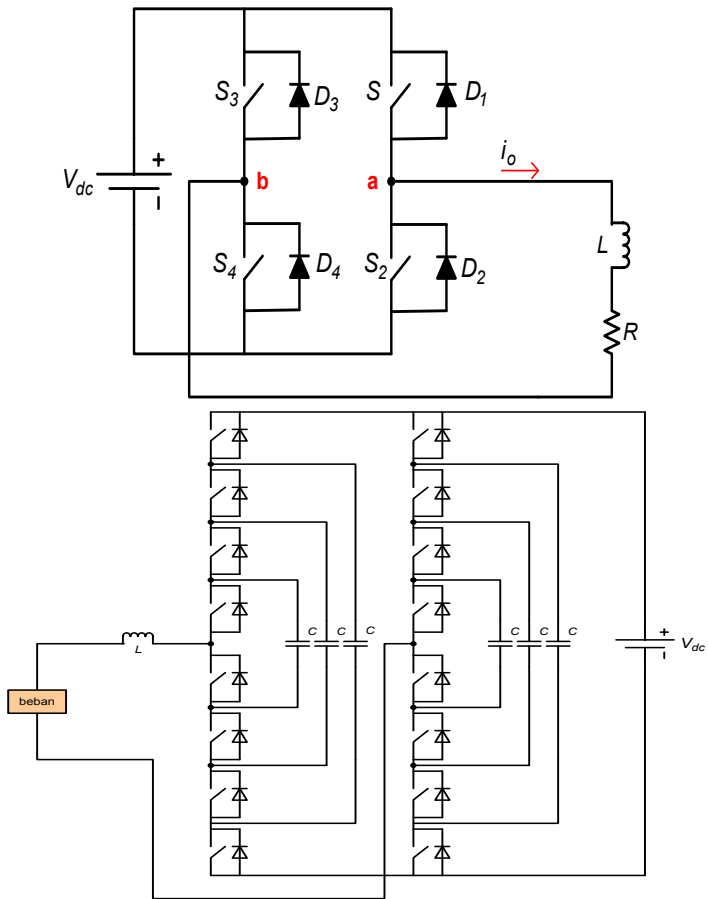 S3 D3 S D1
Vdc + b a io
S4 D4 S2 D2 L
R
C C C C C C + Vdc
L
beban